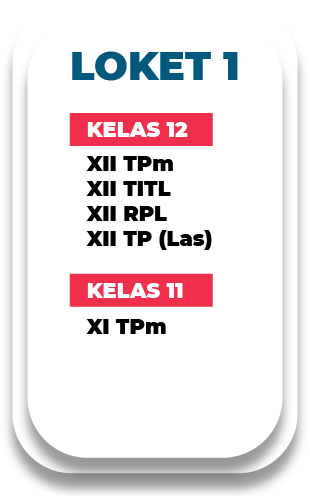 LOKET 1
KELAS 12
XII TPm
XII TITL
XII RPL
XII TP (Las)
KELAS 11
XI TPm